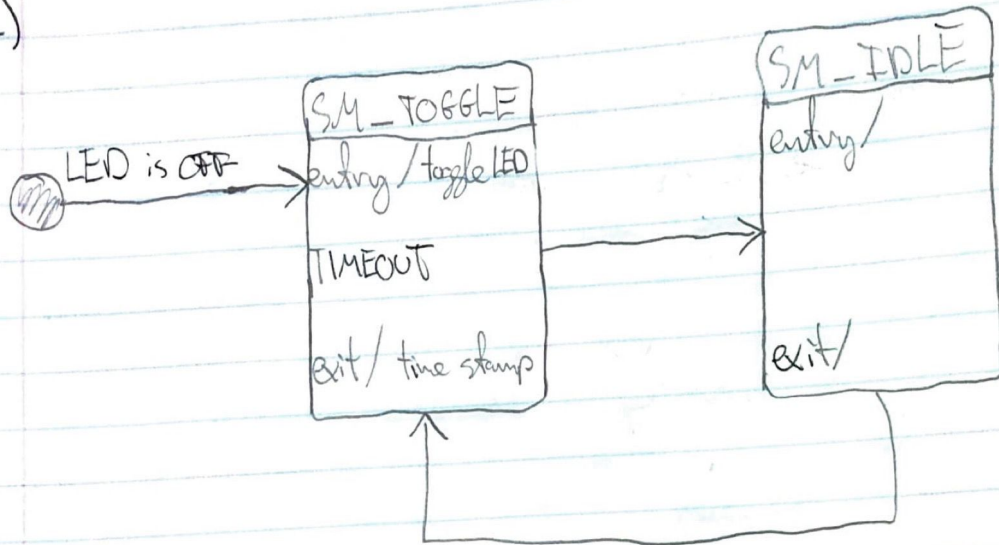 LED is OFF
SM_TOGGLE
entry / toggle LED
TIMEOUT
exit / time stamp
SM_IDLE
entry/
exit/